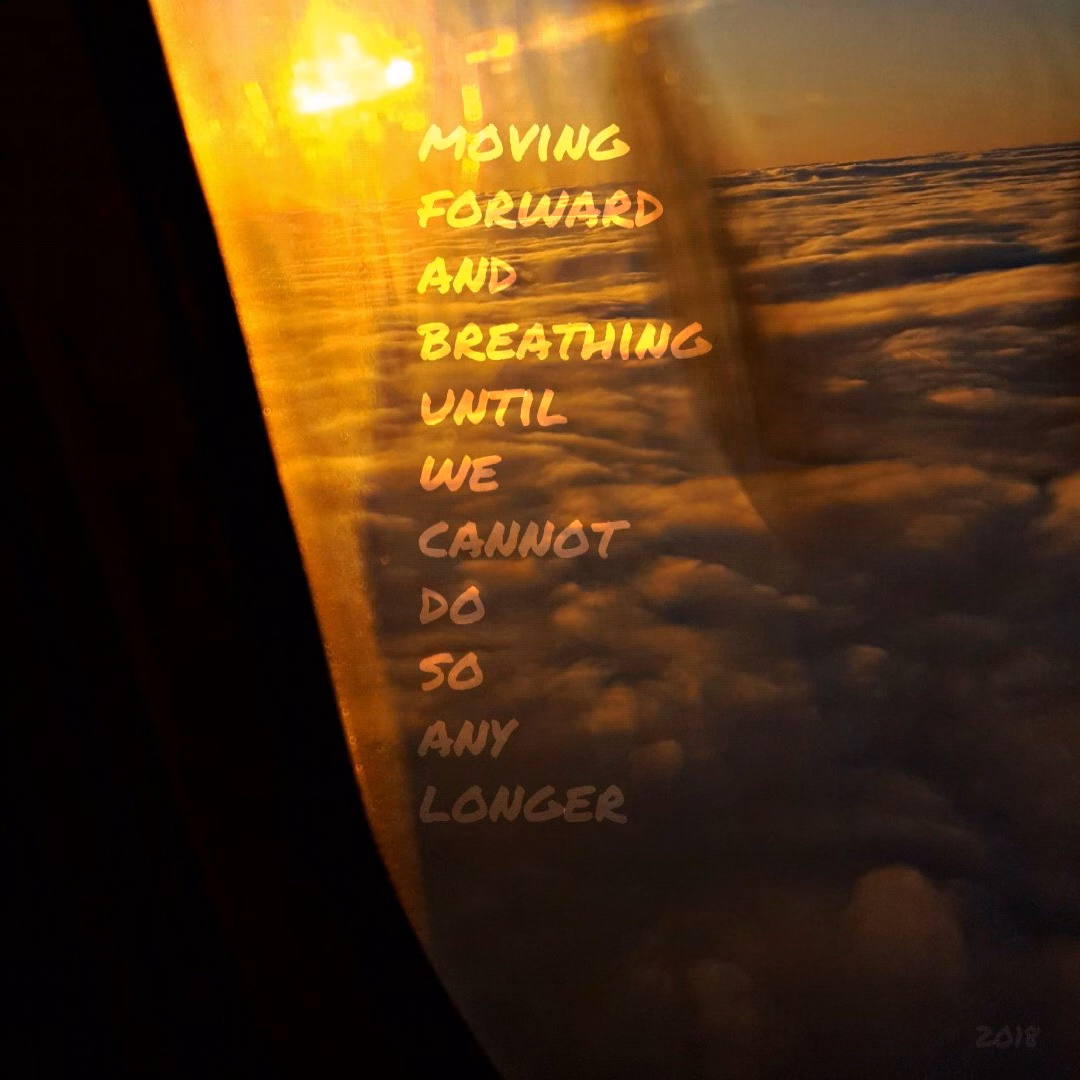 MOVING
FORWARD
AND
BREATHING
UNTIL
WE
CANNOT
DO
SO
ANY
LONGER
2018